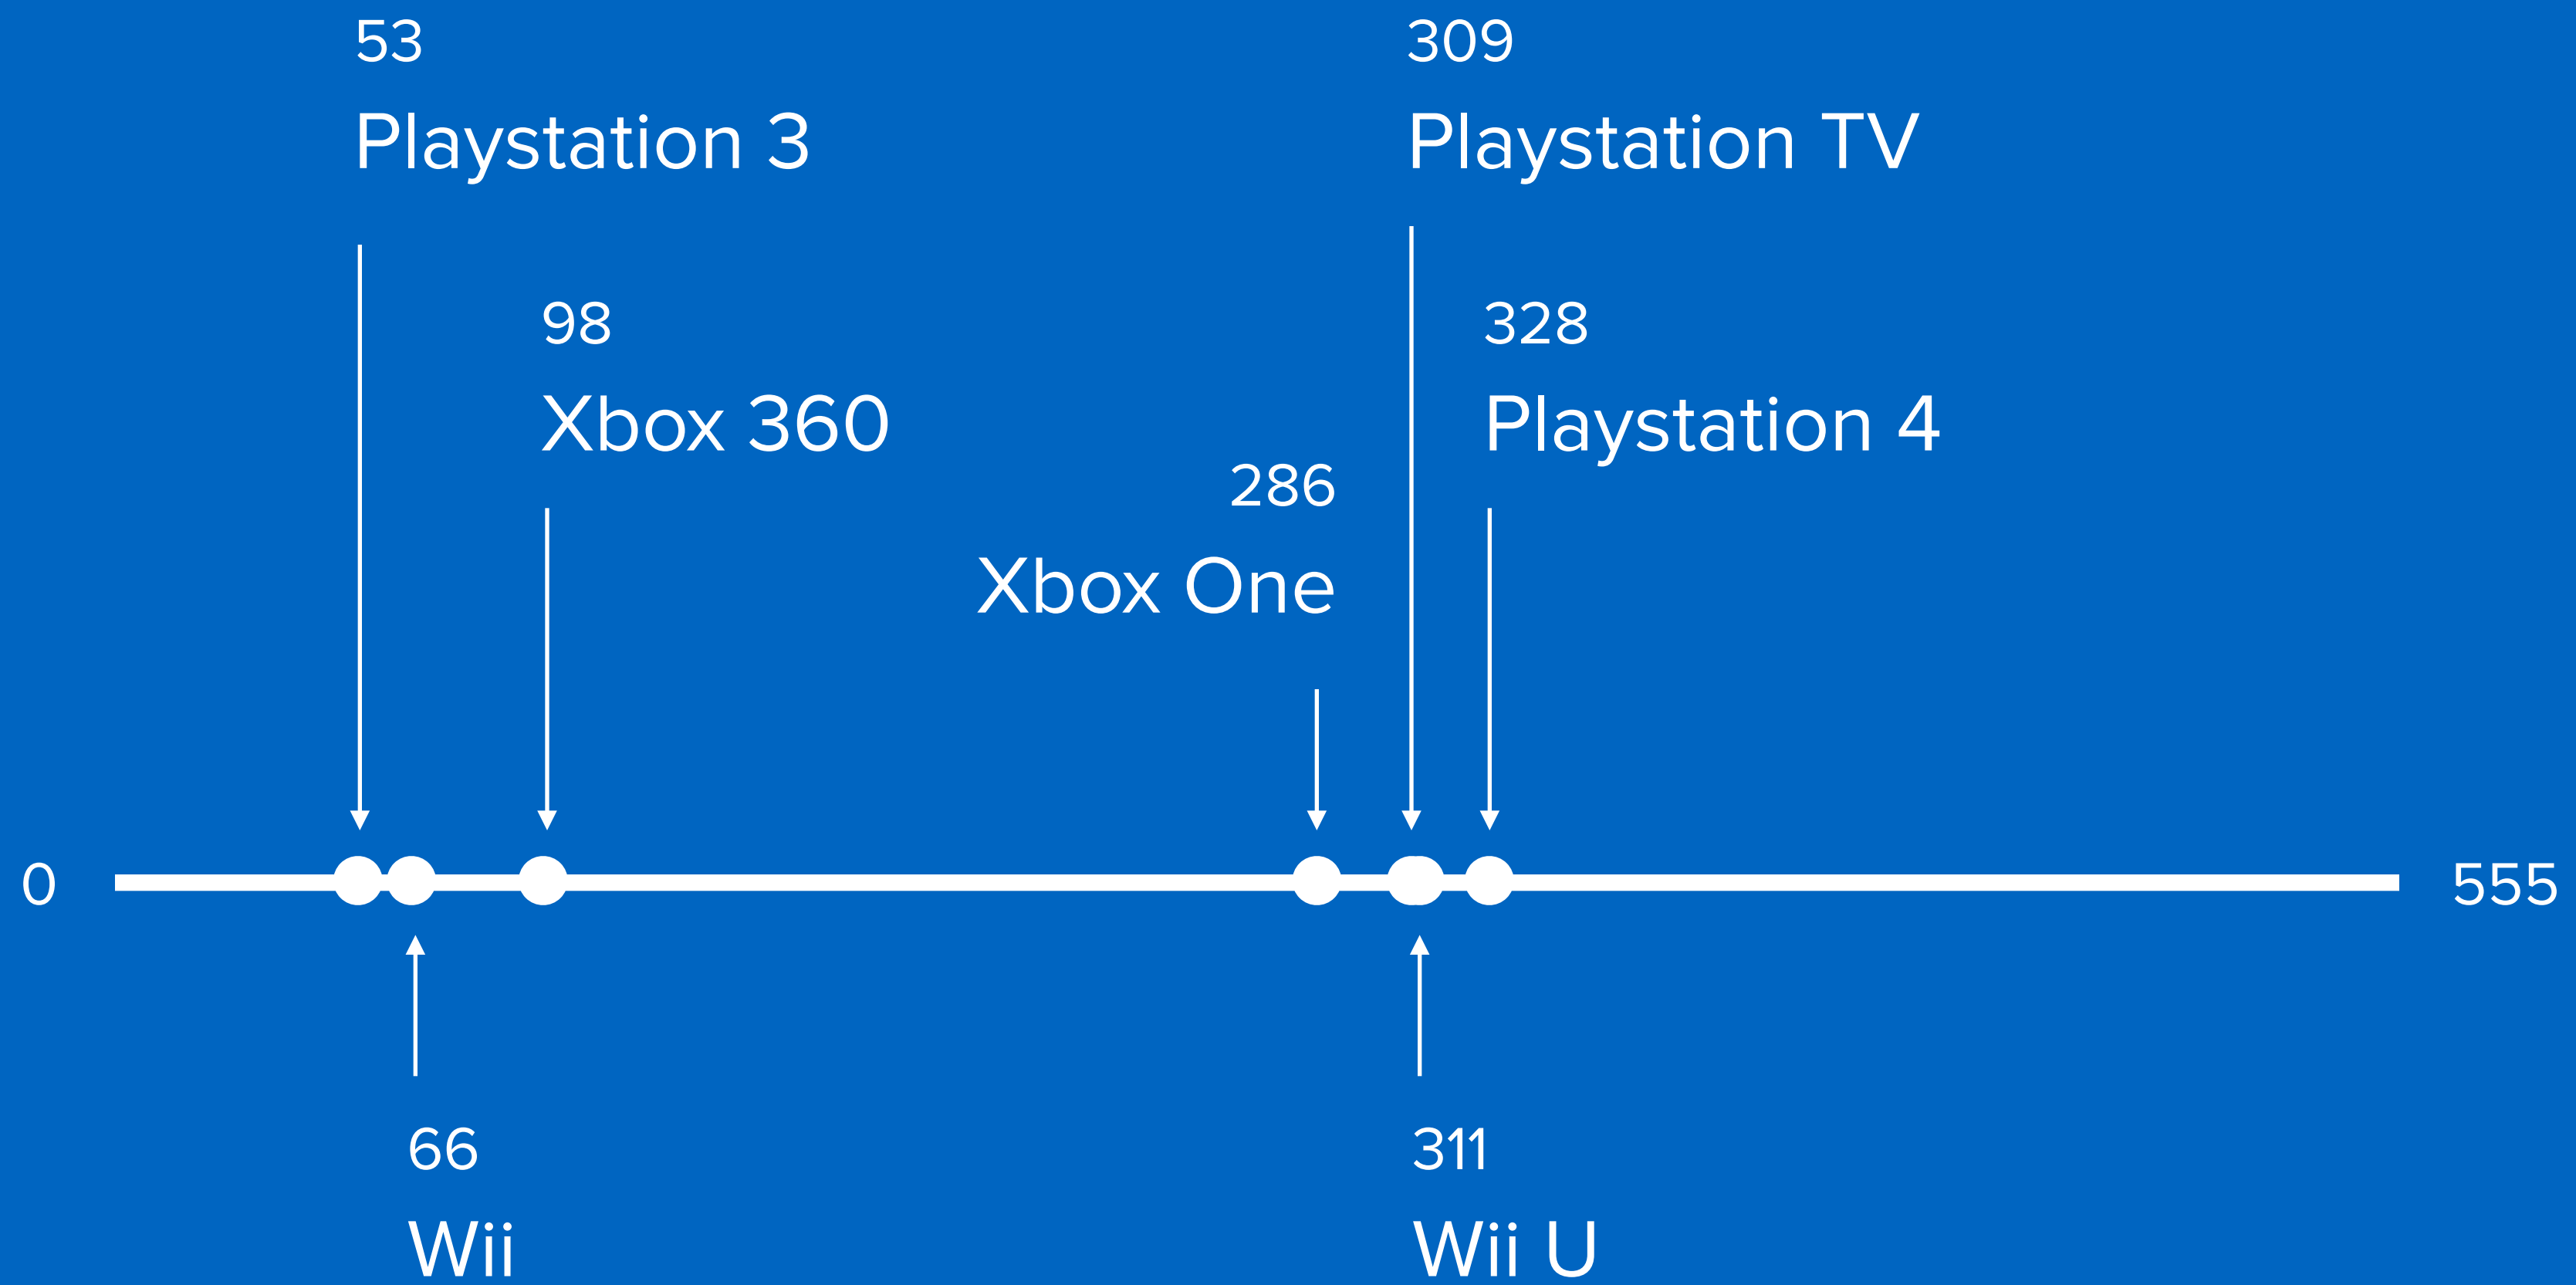 53
Playstation 3
309
Playstation TV
98
Xbox 360
328
Playstation 4
286
Xbox One
0
555
66
Wii
311
Wii U